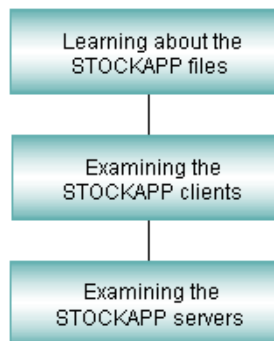 Learning about the
STOCKAPP files
Examining the
STOCKAPP clients
Examining the
STOCKAPP servers